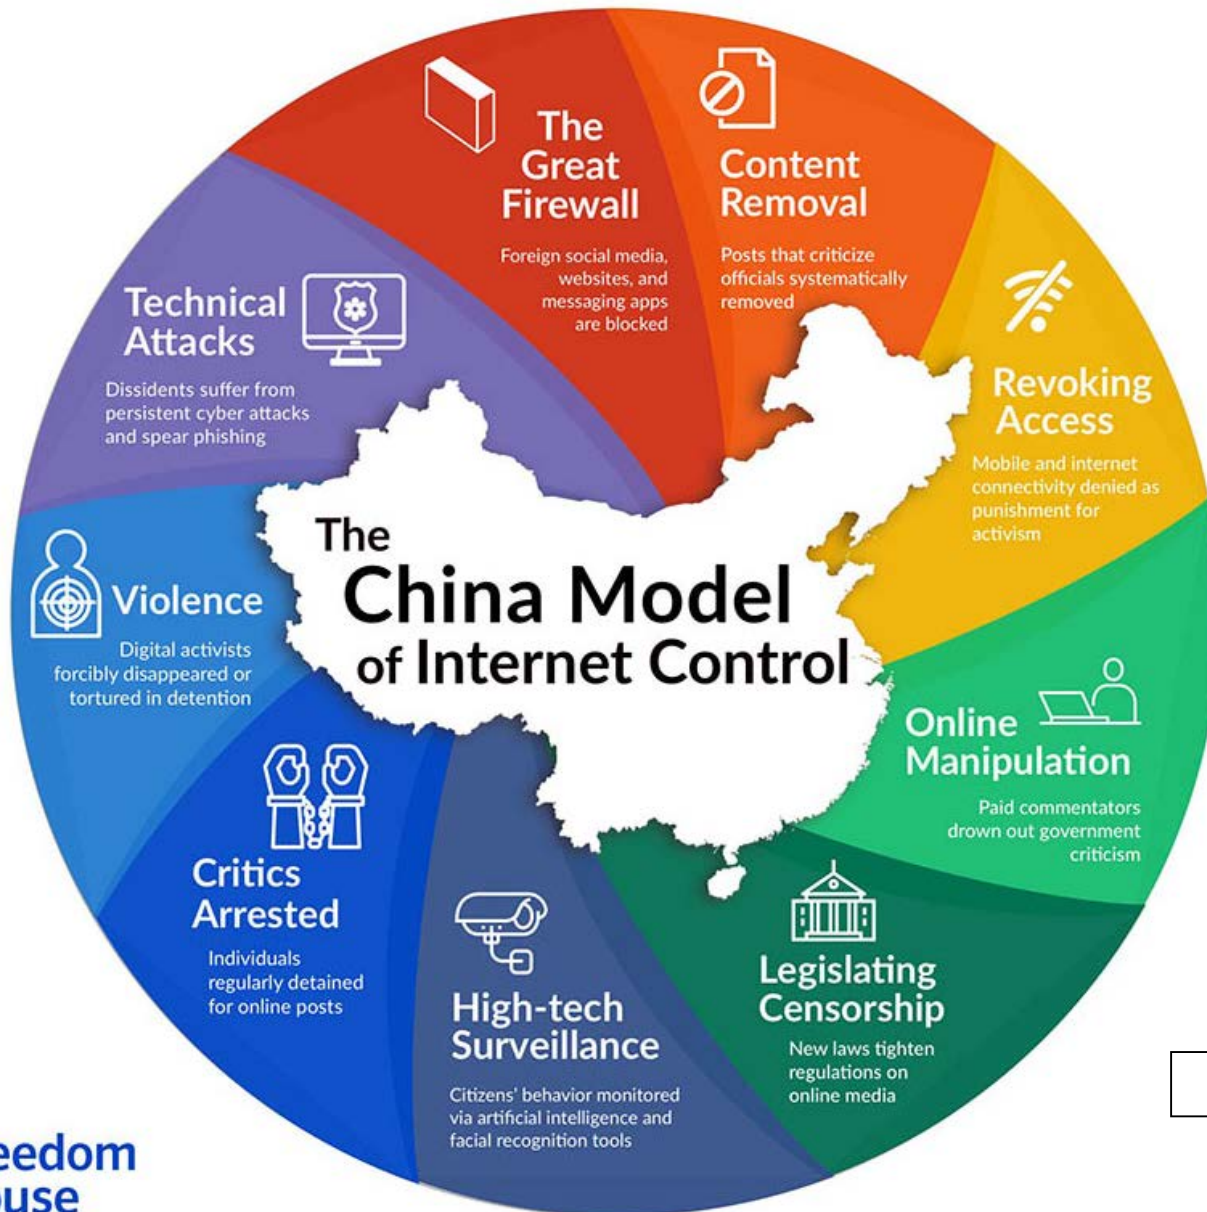 The
Great
Firewall
Foreign social media,
websites, and
messaging apps
are blocked
Content
Removal
Posts that criticize
officials systematically
removed
Revoking
Access
Mobile and internet
connectivity denied as
punishment for
activism
Online
Manipulation
Paid commentators
drown out government
criticism
Legislating
Censorship
New laws tighten
regulations on
online media
High-tech
Surveillance
Citizens' behavior monitored
via artificial intelligence and
facial recognition tools
Critics
Arrested
Individuals
regularly detained
for online posts
Violence
Digital activists
forcibly disappeared or
tortured in detention
Technical
Attacks
Dissidents suffer from
persistent cyber attacks
and spear phishing
The
China Model
of Internet Control
eedom
use